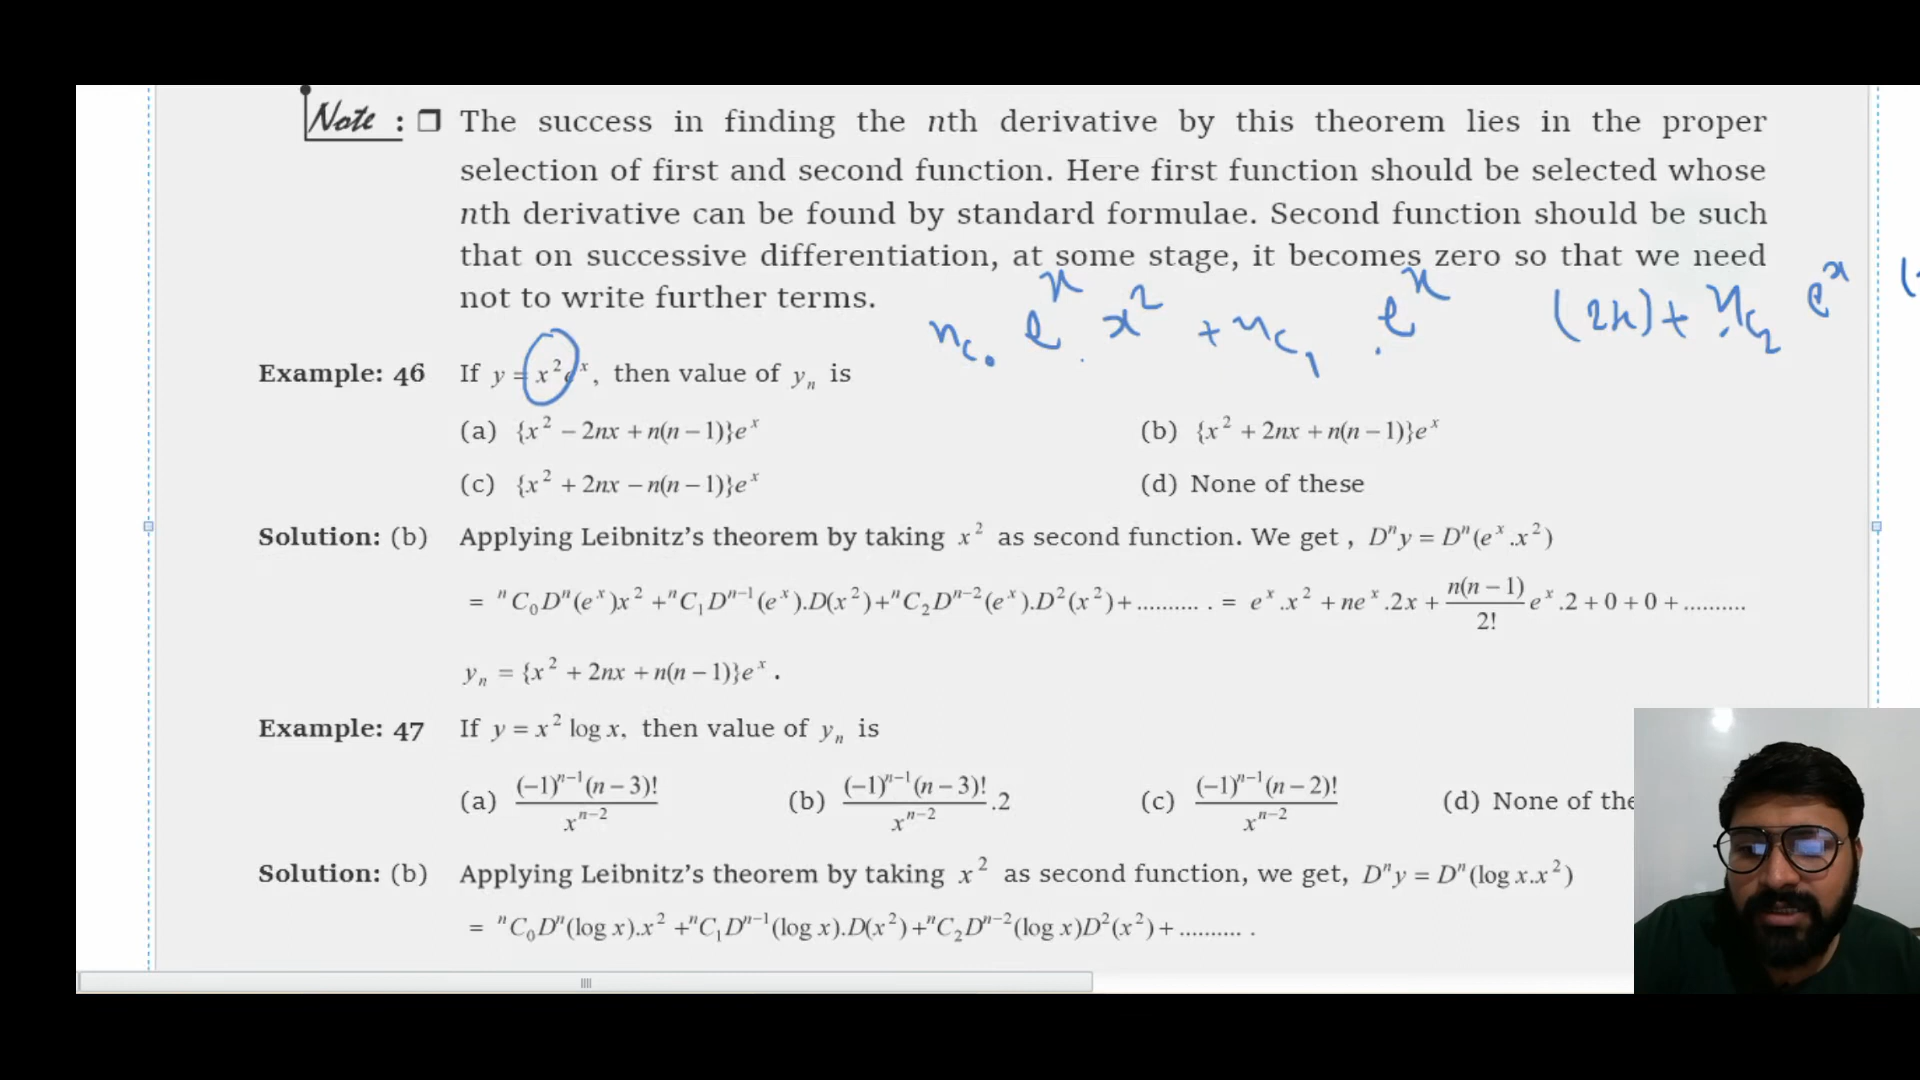 Note : ❐ The success in finding the nth derivative by this theorem lies in the proper
selection of first and second function. Here first function should be selected whose
nth derivative can be found by standard formulae. Second function should be such
that on successive differentiation, at some stage, it becomes zero so that we need
not to write further terms.
ⁿC₀ eˣ . x² + ⁿC₁ . eˣ (2x) + ⁿC₂ eˣ (
Example: 46 If y = x²eˣ, then value of yₙ is
(a) {x² − 2nx + n(n − 1)}eˣ (b) {x² + 2nx + n(n − 1)}eˣ
(c) {x² + 2nx − n(n − 1)}eˣ (d) None of these
Solution: (b) Applying Leibnitz's theorem by taking x² as second function. We get , Dⁿy = Dⁿ(eˣ.x²)
= ⁿC₀Dⁿ(eˣ)x² + ⁿC₁Dⁿ⁻¹(eˣ).D(x²) + ⁿC₂Dⁿ⁻²(eˣ).D²(x²) + .......... . = eˣ.x² + neˣ.2x + n(n − 1)/2! eˣ.2 + 0 + 0 + ..........
yₙ = {x² + 2nx + n(n − 1)}eˣ .
Example: 47 If y = x² log x, then value of yₙ is
(a) (−1)ⁿ⁻¹(n − 3)!/xⁿ⁻² (b) (−1)ⁿ⁻¹(n − 3)!/xⁿ⁻² .2 (c) (−1)ⁿ⁻¹(n − 2)!/xⁿ⁻² (d) None of the
Solution: (b) Applying Leibnitz's theorem by taking x² as second function, we get, Dⁿy = Dⁿ(log x.x²)
= ⁿC₀Dⁿ(log x).x² + ⁿC₁Dⁿ⁻¹(log x).D(x²) + ⁿC₂Dⁿ⁻²(log x)D²(x²) + .......... .